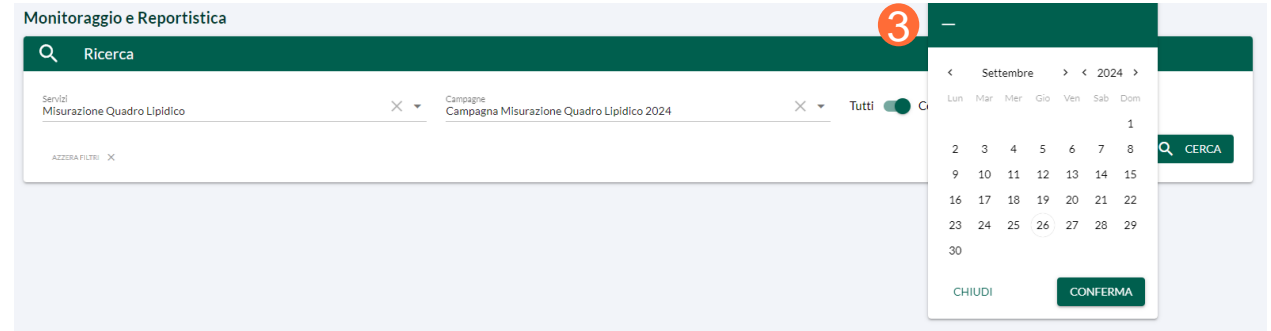 Monitoraggio e Reportistica
3
—
Ricerca
Servizi
Misurazione Quadro Lipidico
Campagne
Campagna Misurazione Quadro Lipidico 2024
Tutti
AZZERA FILTRI
Settembre 2024
Lun Mar Mer Gio Ven Sab Dom
1
2 3 4 5 6 7 8
9 10 11 12 13 14 15
16 17 18 19 20 21 22
23 24 25 26 27 28 29
30
CHIUDI CONFERMA
CERCA